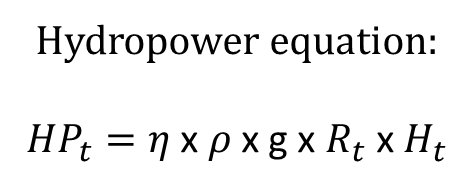 Hydropower equation:
HPₜ = η x ρ x g x Rₜ x Hₜ